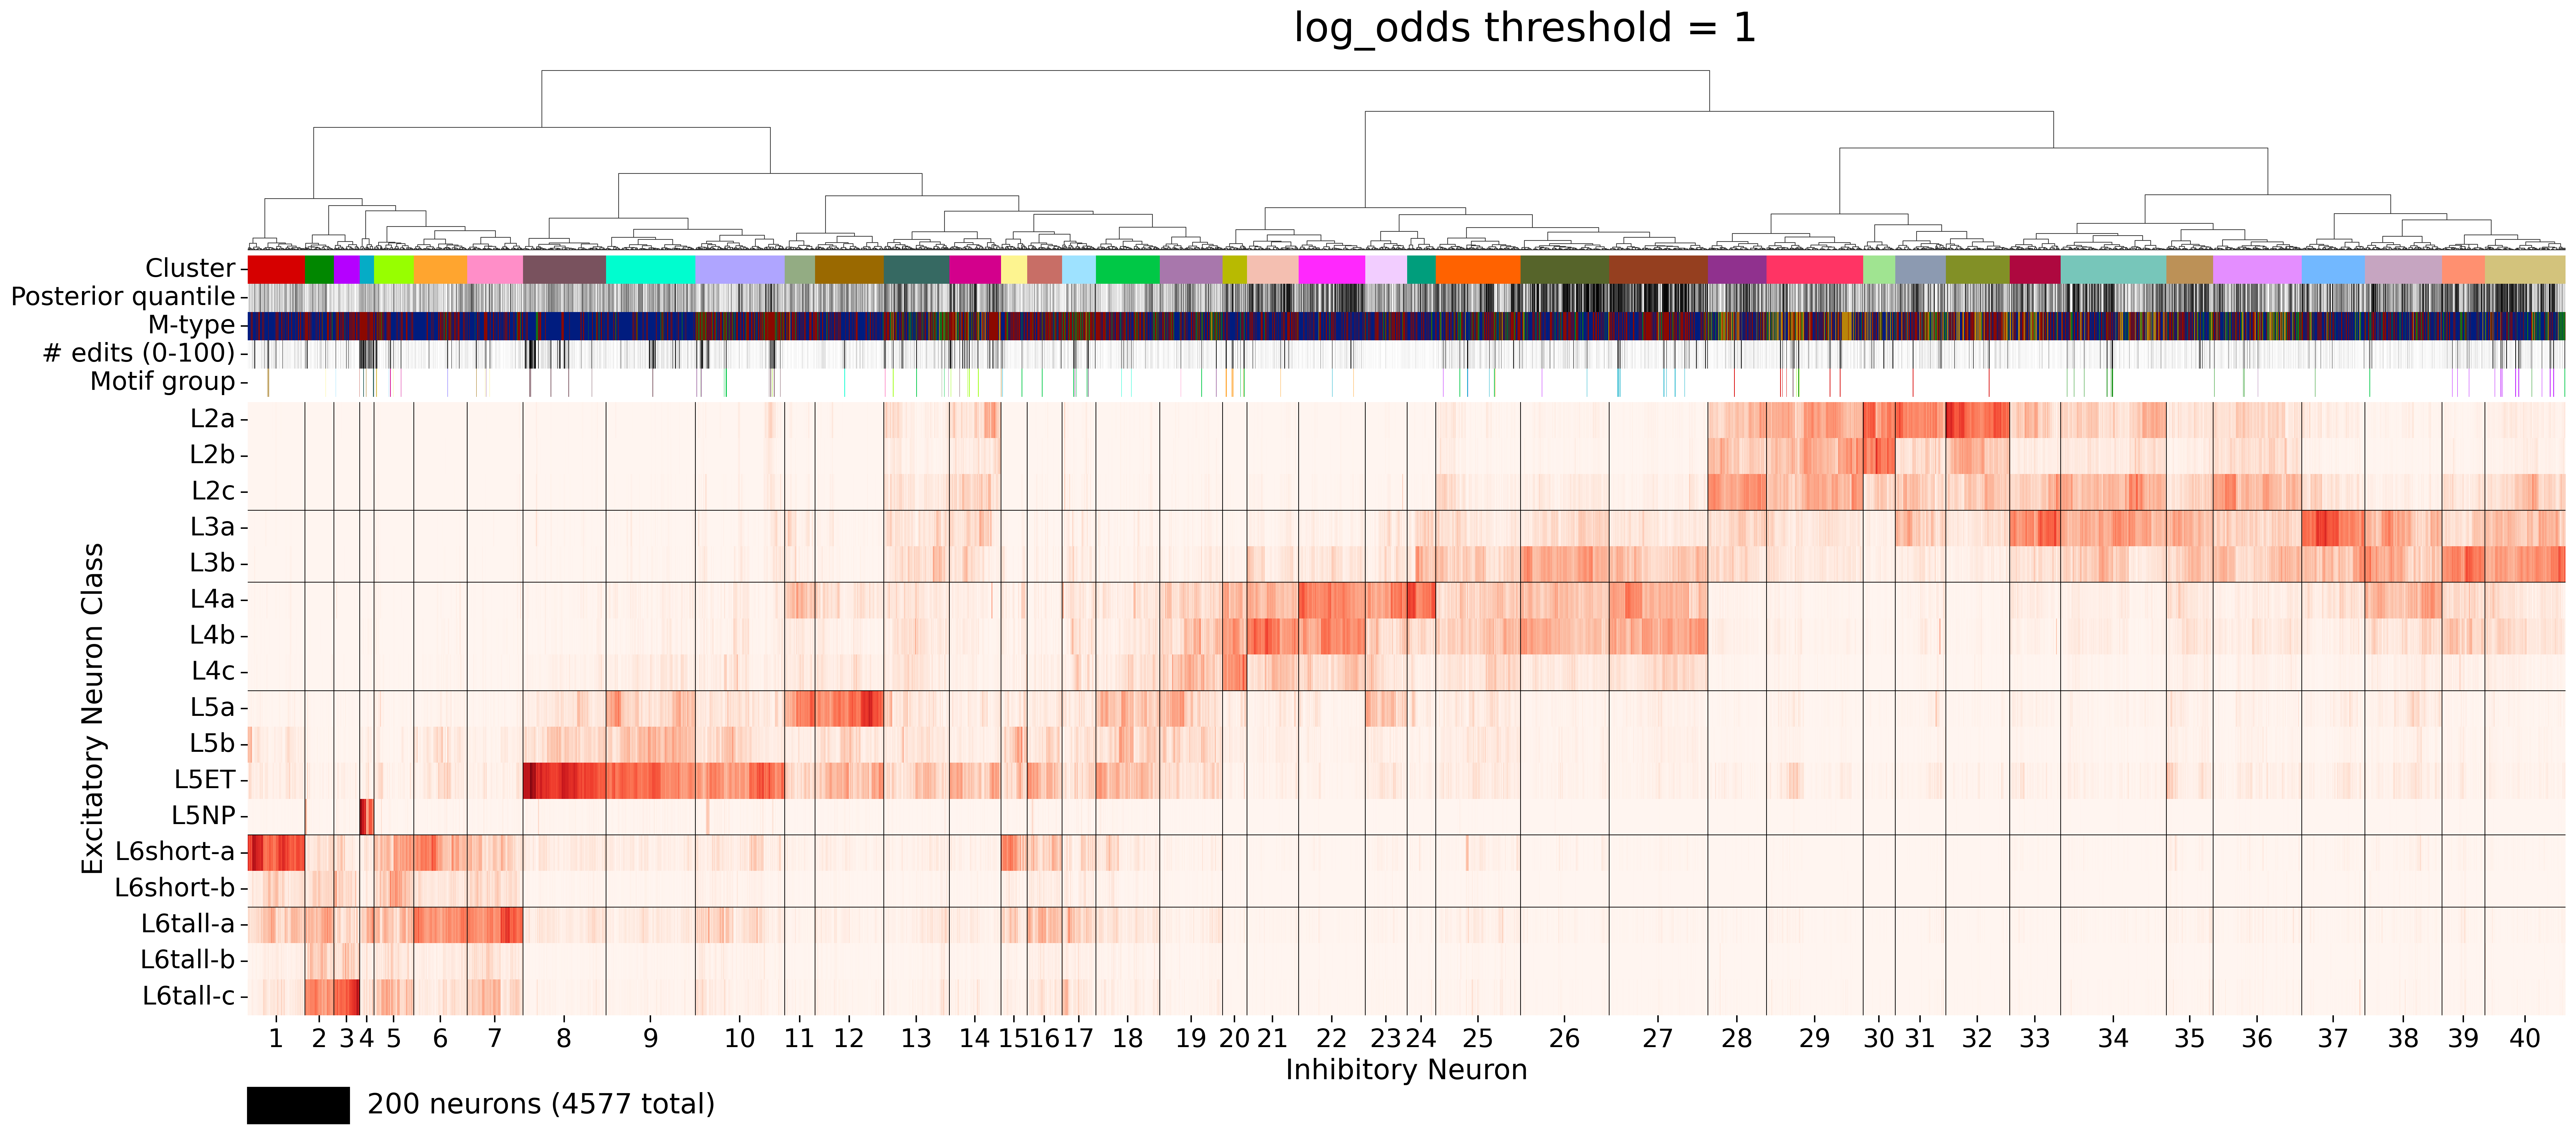 log_odds threshold = 1
Cluster
Posterior quantile
M-type
# edits (0-100)
Motif group
Excitatory Neuron Class
L2a
L2b
L2c
L3a
L3b
L4a
L4b
L4c
L5a
L5b
L5ET
L5NP
L6short-a
L6short-b
L6tall-a
L6tall-b
L6tall-c
1 2 3 4 5 6 7 8 9 10 11 12 13 14 15 16 17 18 19 20 21 22 23 24 25 26 27 28 29 30 31 32 33 34 35 36 37 38 39 40
Inhibitory Neuron
200 neurons (4577 total)